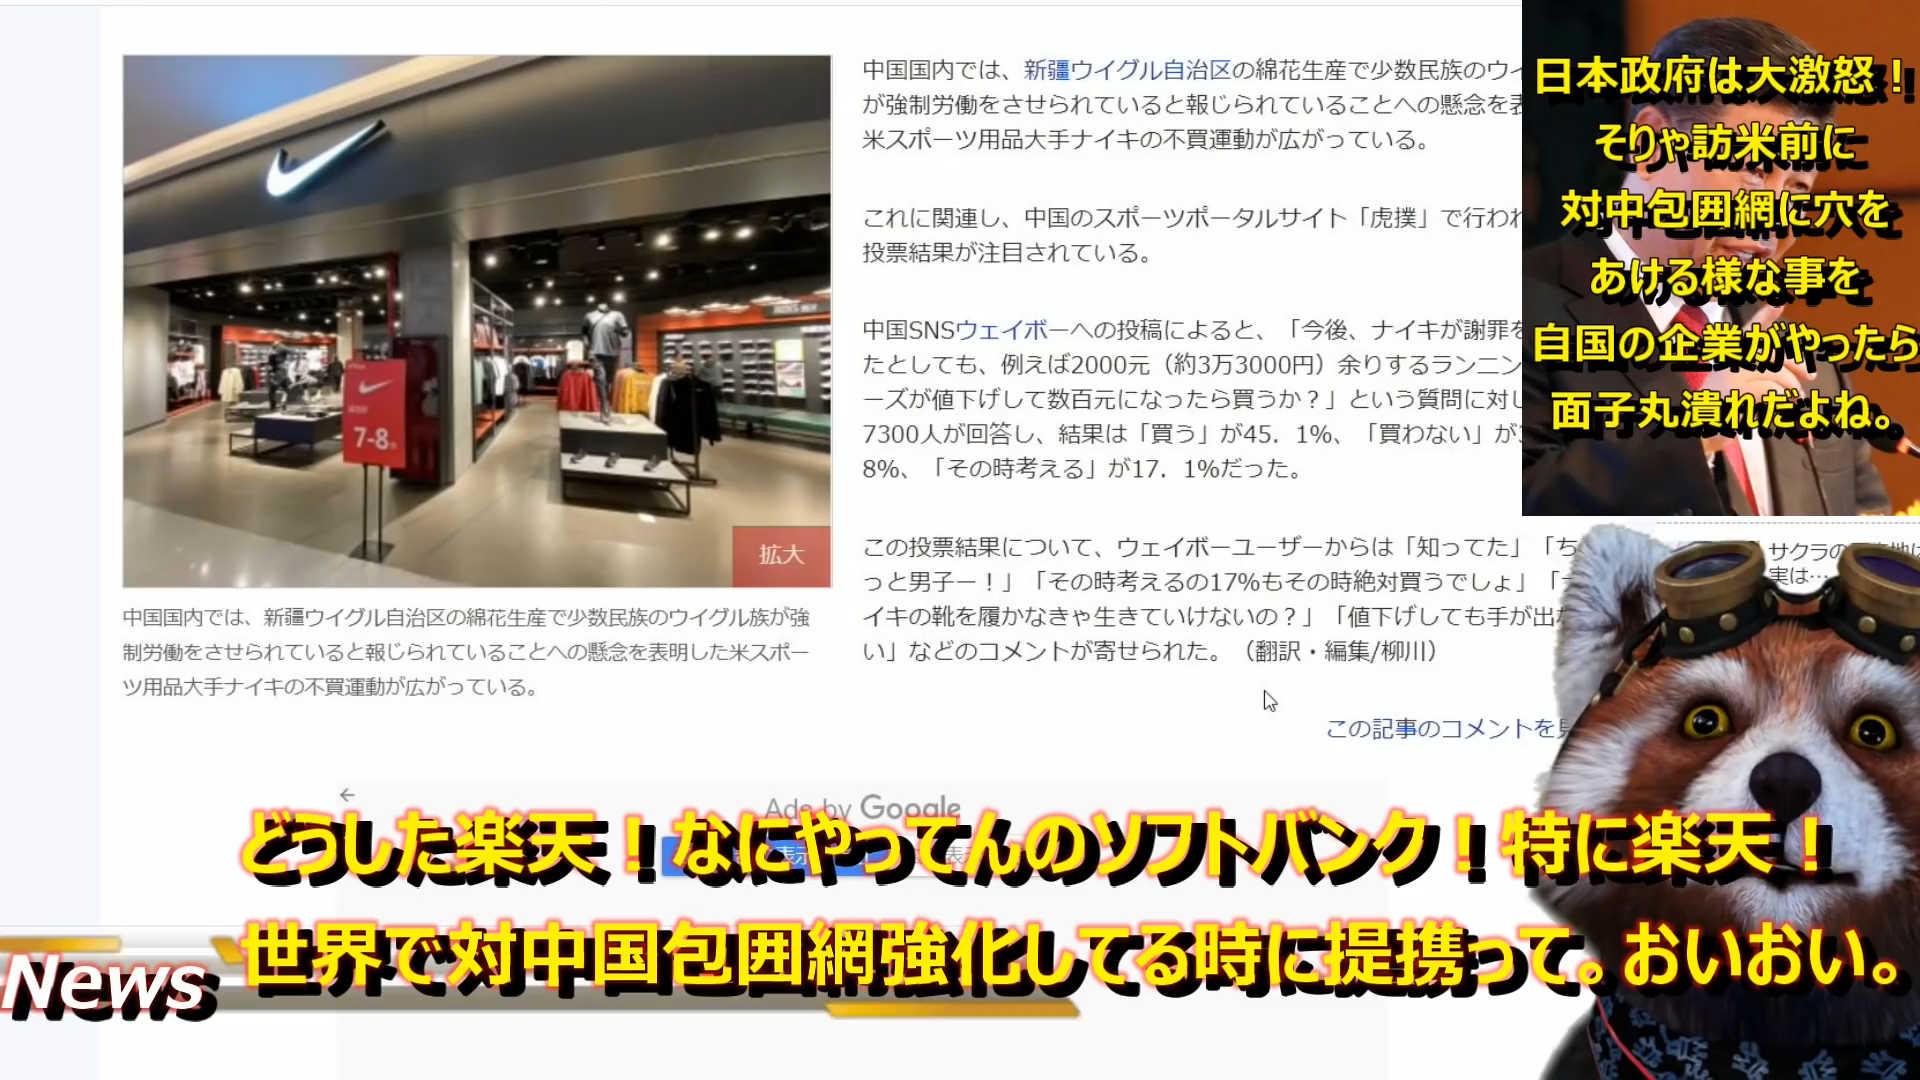 中国国内では、新疆ウイグル自治区の綿花生産で少数民族のウイ
が強制労働をさせられていると報じられていることへの懸念を表
米スポーツ用品大手ナイキの不買運動が広がっている。
これに関連し、中国のスポーツポータルサイト「虎撲」で行われ
投票結果が注目されている。
中国SNSウェイボーへの投稿によると、「今後、ナイキが謝罪を
たとしても、例えば2000元（約3万3000円）余りするランニン
ーズが値下げして数百元になったら買うか？」という質問に対し
7300人が回答し、結果は「買う」が45．1%、「買わない」が3
8%、「その時考える」が17．1%だった。
この投票結果について、ウェイボーユーザーからは「知ってた」「ち
っと男子ー！」「その時考えるの17%もその時絶対買うでしょ」「ナ
イキの靴を履かなきゃ生きていけないの？」「値下げしても手が出な
い」などのコメントが寄せられた。（翻訳・編集/柳川）
この記事のコメントを見
7-8
拡大
中国国内では、新疆ウイグル自治区の綿花生産で少数民族のウイグル族が強
制労働をさせられていると報じられていることへの懸念を表明した米スポー
ツ用品大手ナイキの不買運動が広がっている。
日本政府は大激怒！
そりゃ訪米前に
対中包囲網に穴を
あける様な事を
自国の企業がやったら
面子丸潰れだよね。
サクラの
実は…
Ads by Google
どうした楽天！なにやってんのソフトバンク！特に楽天！
世界で対中国包囲網強化してる時に提携って。おいおい。
News